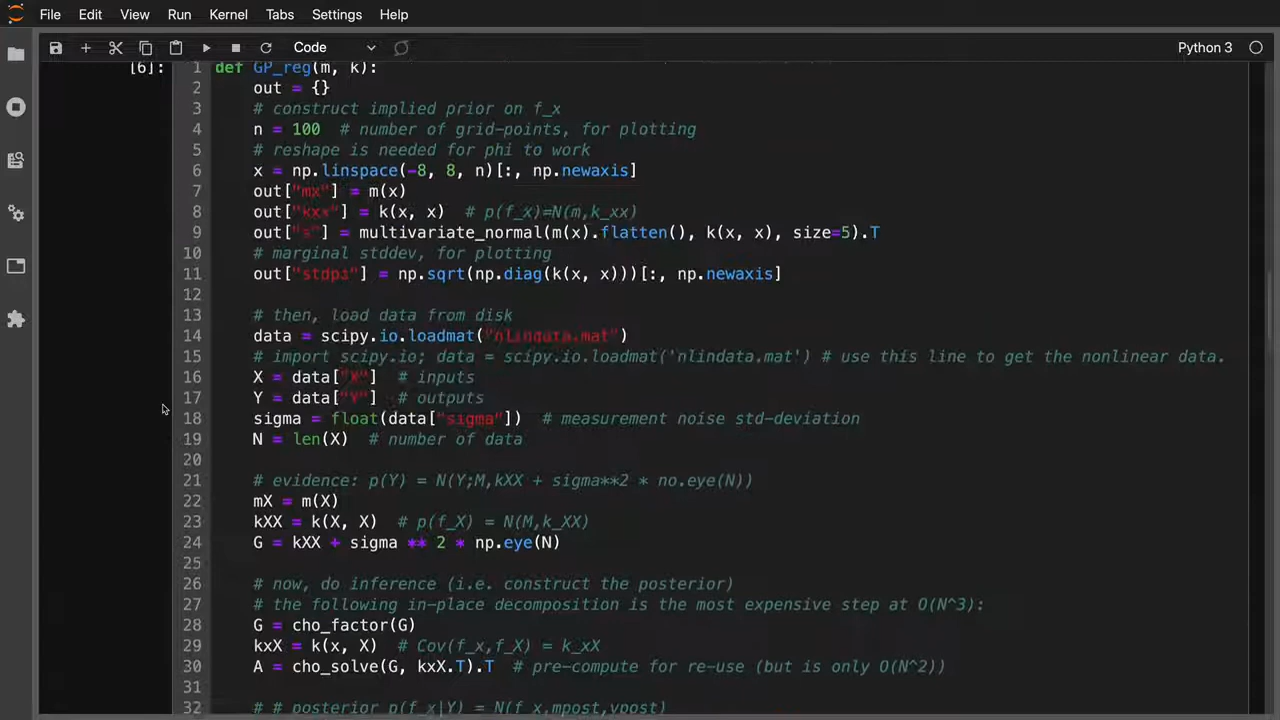 File Edit View Run Kernel Tabs Settings Help
Code Python 3
[6]: 1 def GP_reg(m, k):
2 out = {}
3 # construct implied prior on f_x
4 n = 100 # number of grid-points, for plotting
5 # reshape is needed for phi to work
6 x = np.linspace(-8, 8, n)[:, np.newaxis]
7 out["mx"] = m(x)
8 out["kxx"] = k(x, x) # p(f_x)=N(m,k_xx)
9 out["s"] = multivariate_normal(m(x).flatten(), k(x, x), size=5).T
10 # marginal stddev, for plotting
11 out["stdpi"] = np.sqrt(np.diag(k(x, x)))[:, np.newaxis]
12
13 # then, load data from disk
14 data = scipy.io.loadmat("nlindata.mat")
15 # import scipy.io; data = scipy.io.loadmat('nlindata.mat') # use this line to get the nonlinear data.
16 X = data["X"] # inputs
17 Y = data["Y"] # outputs
18 sigma = float(data["sigma"]) # measurement noise std-deviation
19 N = len(X) # number of data
20
21 # evidence: p(Y) = N(Y;M,kXX + sigma**2 * no.eye(N))
22 mX = m(X)
23 kXX = k(X, X) # p(f_X) = N(M,k_XX)
24 G = kXX + sigma ** 2 * np.eye(N)
25
26 # now, do inference (i.e. construct the posterior)
27 # the following in-place decomposition is the most expensive step at O(N^3):
28 G = cho_factor(G)
29 kxX = k(x, X) # Cov(f_x,f_X) = k_xX
30 A = cho_solve(G, kxX.T).T # pre-compute for re-use (but is only O(N^2))
31
32 # # posterior p(f_x|Y) = N(f_x,mpost,vpost)